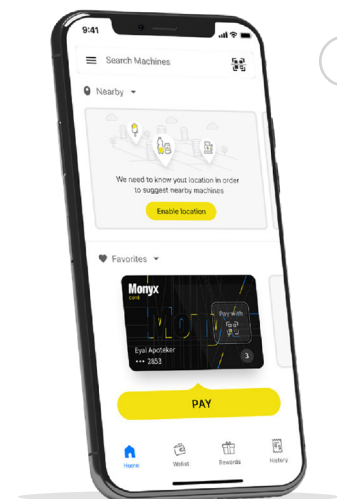 9:41
Search Machines
Nearby
We need to know yout location in order
to suggest nearby machines
Enable location
Favorites
Monyx
card
Monyx
Pay with
Eyal Apoteker
••• 2853
3
PAY
Home
Wallet
Rewards
History